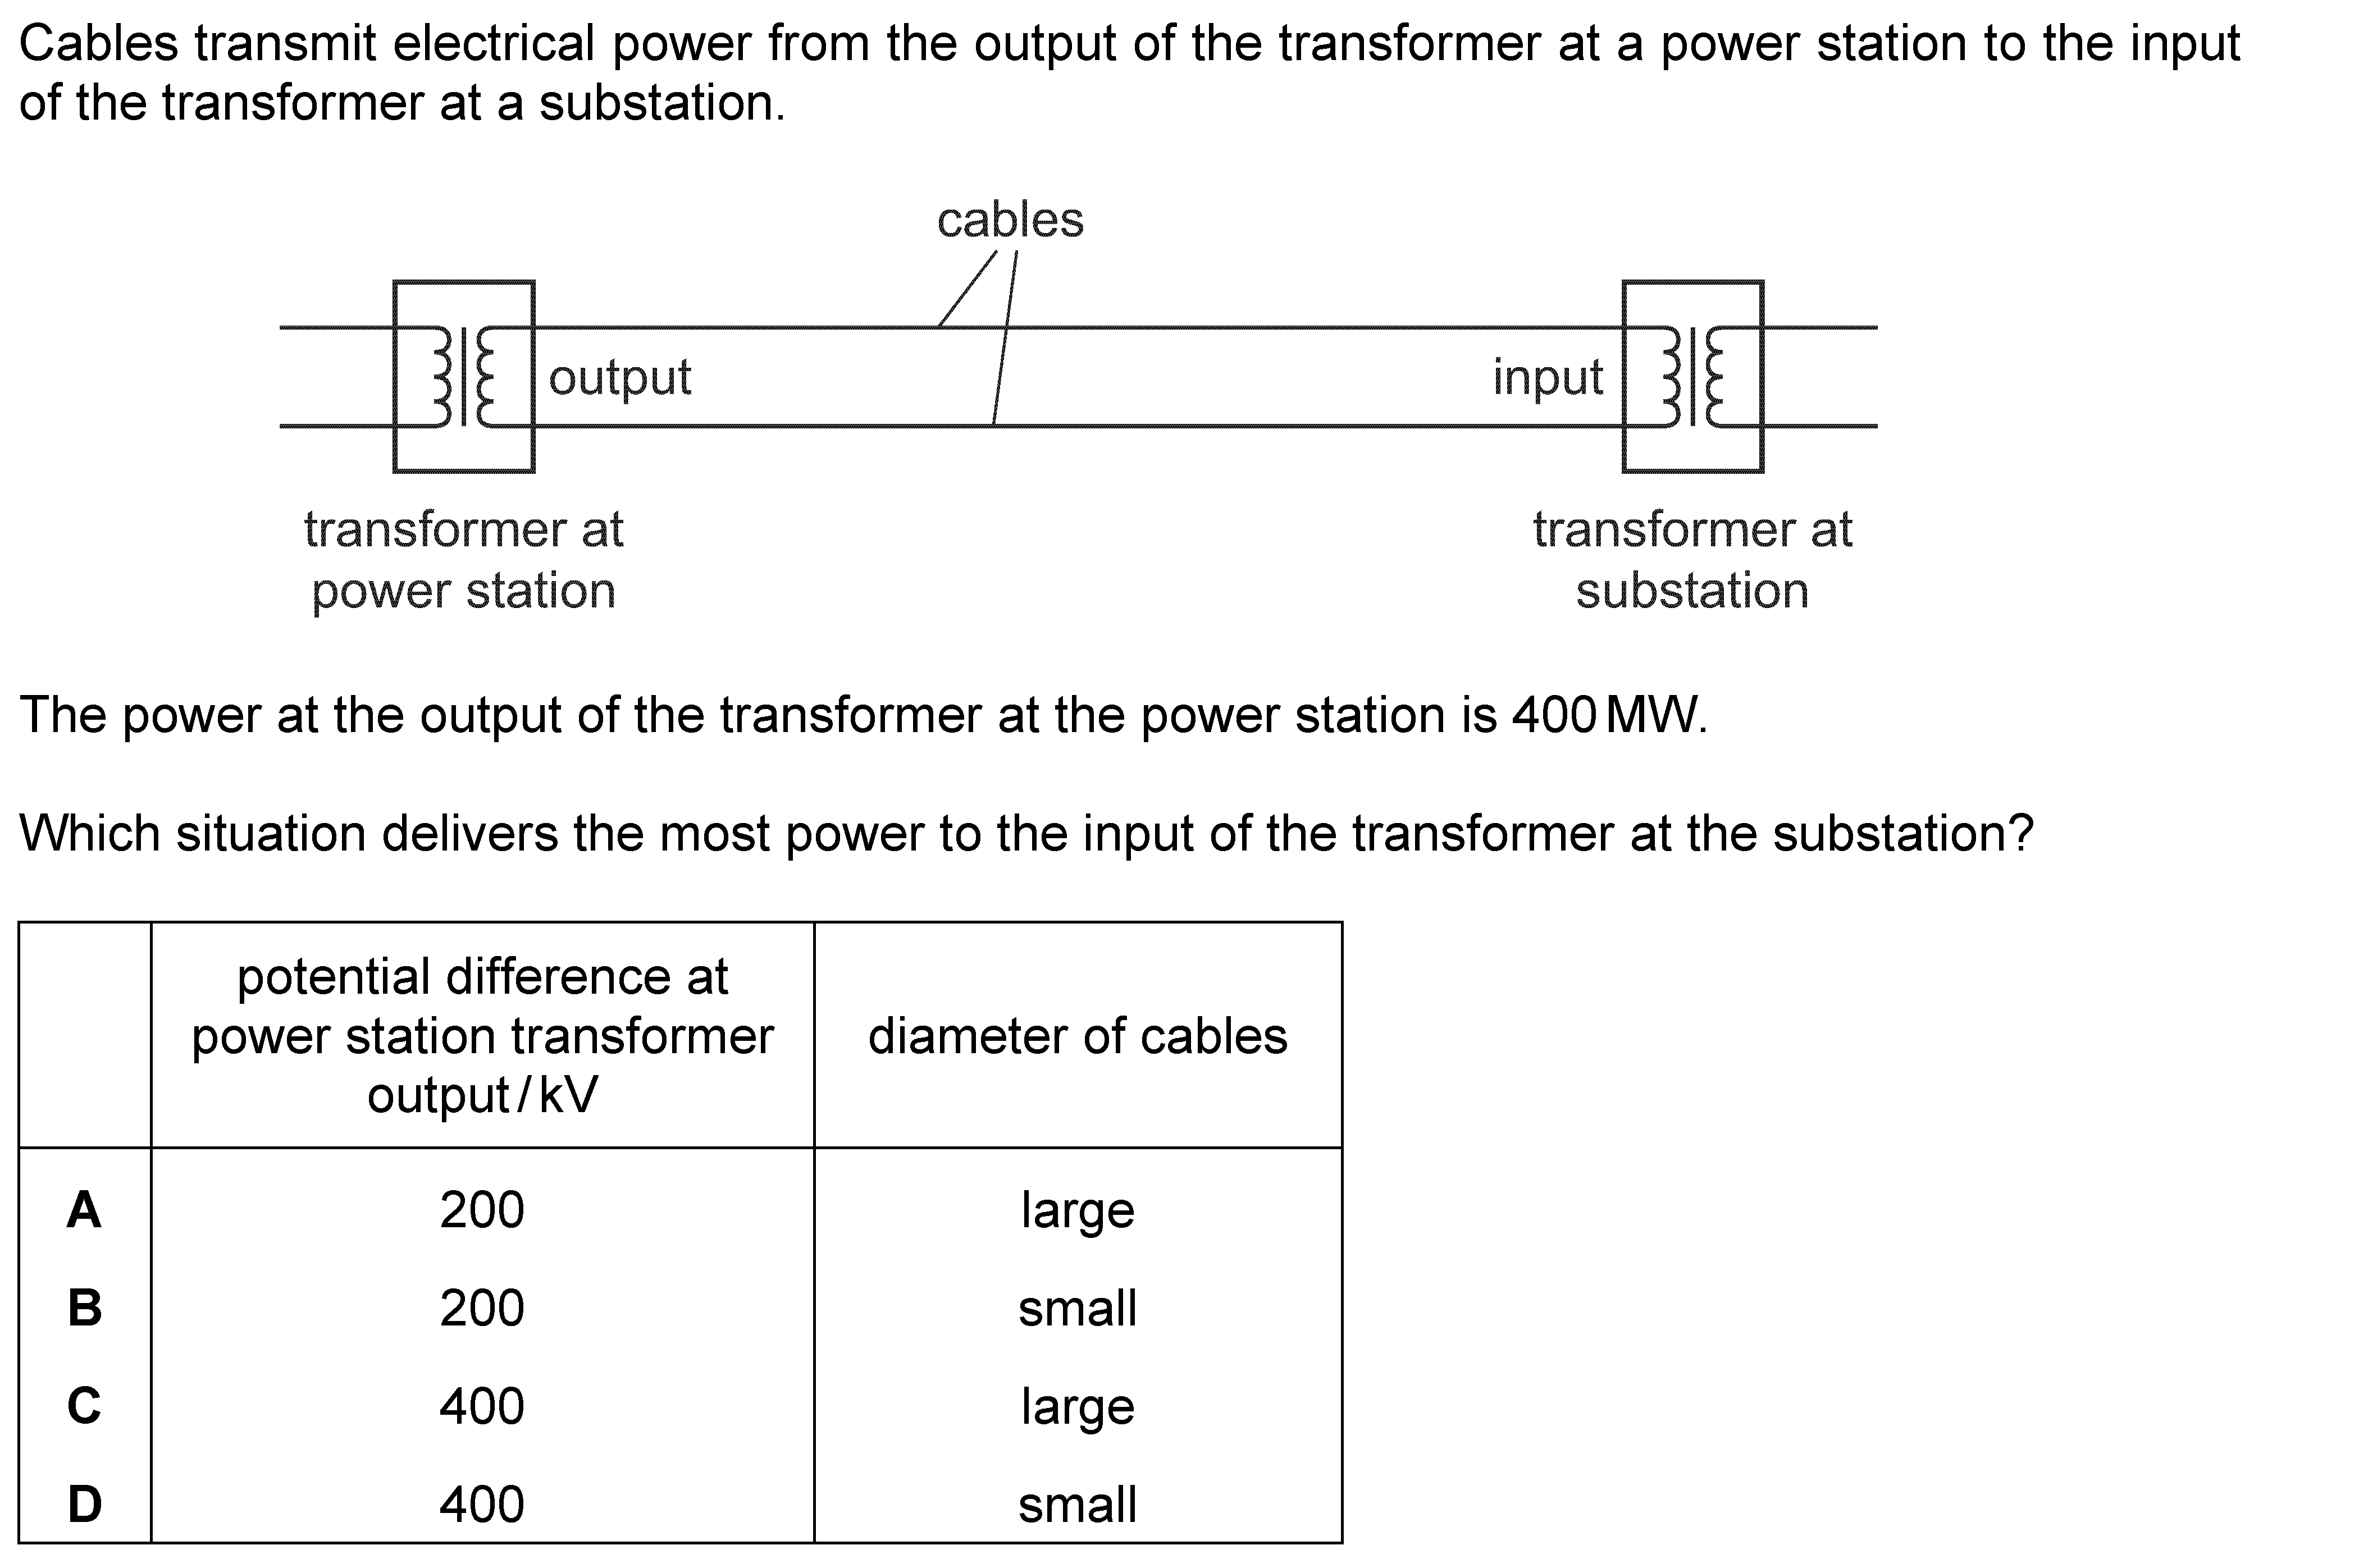 Cables transmit electrical power from the output of the transformer at a power station to the input
of the transformer at a substation.
cables
output
input
transformer at
power station
transformer at
substation
The power at the output of the transformer at the power station is 400 MW.
Which situation delivers the most power to the input of the transformer at the substation?
potential difference at
power station transformer
output / kV
diameter of cables
A 200 large
B 200 small
C 400 large
D 400 small